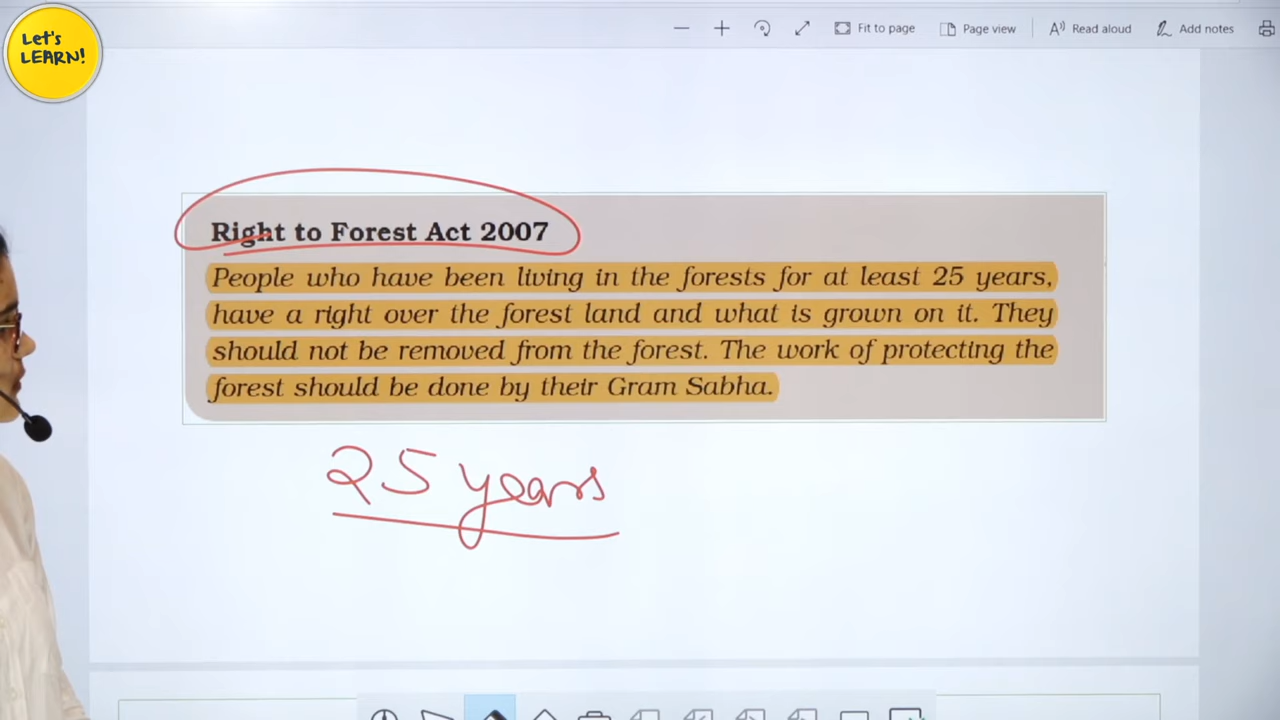 Let's
LEARN!
Fit to page
Page view
Read aloud
Add notes
Right to Forest Act 2007
People who have been living in the forests for at least 25 years,
have a right over the forest land and what is grown on it. They
should not be removed from the forest. The work of protecting the
forest should be done by their Gram Sabha.
25 years